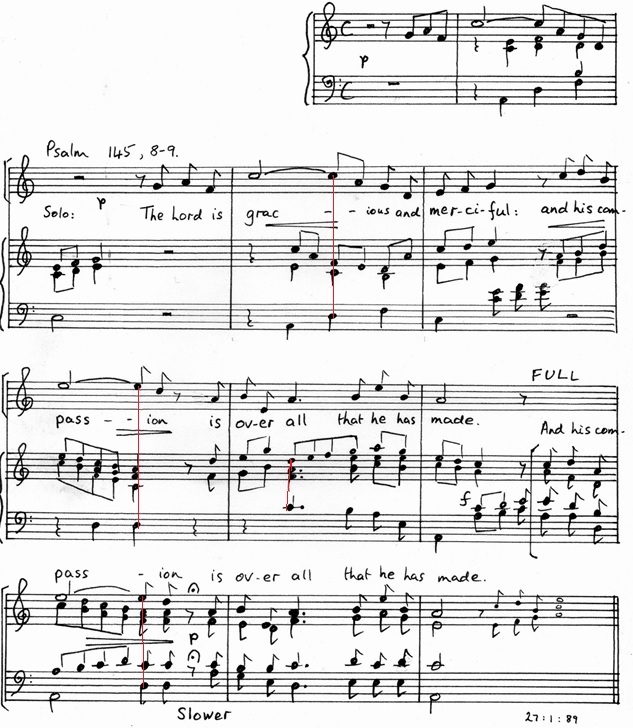 p
Psalm 145, 8-9.
Solo: p The Lord is grac - - ious and mer-ci-ful: and his com-
FULL
pass - - ion is ov-er all that he has made. And his com-
f
pass - ion is ov-er all that he has made.
p
Slower
27:1:89